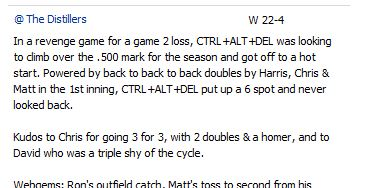 @ The Distillers W 22-4
In a revenge game for a game 2 loss, CTRL+ALT+DEL was looking
to climb over the .500 mark for the season and got off to a hot
start. Powered by back to back to back doubles by Harris, Chris &
Matt in the 1st inning, CTRL+ALT+DEL put up a 6 spot and never
looked back.
Kudos to Chris for going 3 for 3, with 2 doubles & a homer, and to
David who was a triple shy of the cycle.
Webgems: Ron's outfield catch, Matt's toss to second from his